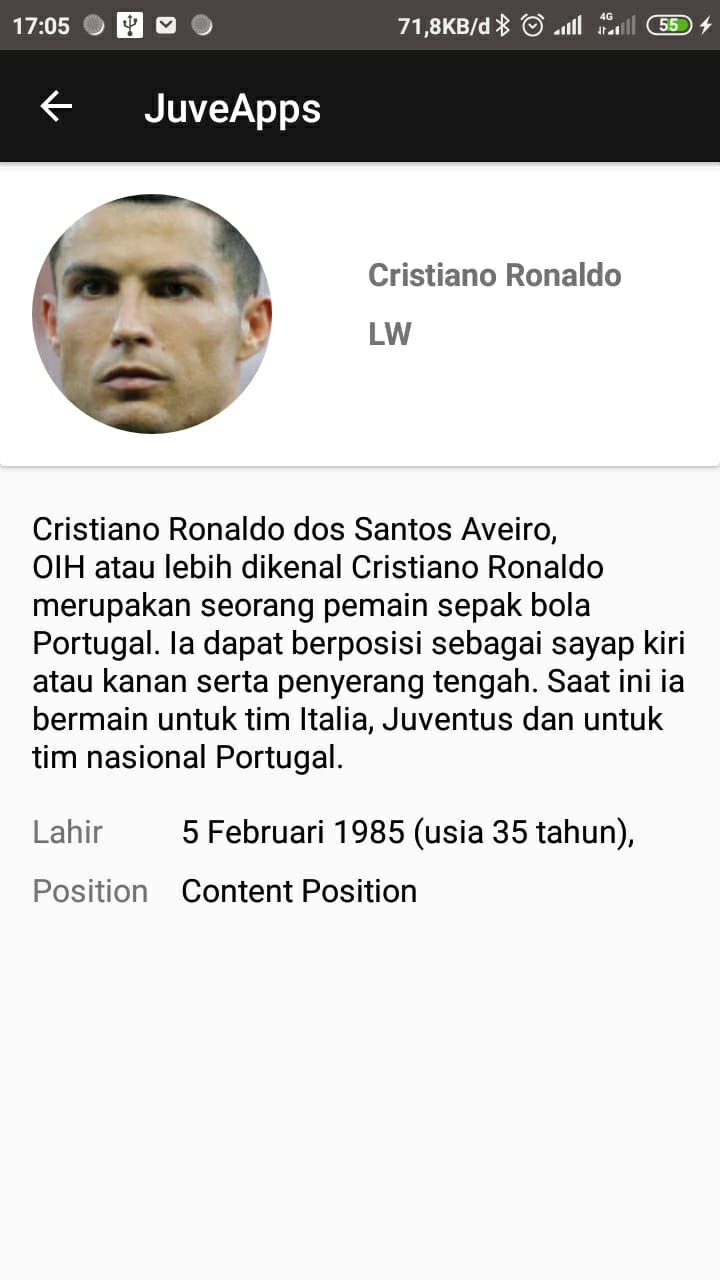 17:05 71,8KB/d 4G 55
JuveApps
Cristiano Ronaldo
LW
Cristiano Ronaldo dos Santos Aveiro,
OIH atau lebih dikenal Cristiano Ronaldo
merupakan seorang pemain sepak bola
Portugal. Ia dapat berposisi sebagai sayap kiri
atau kanan serta penyerang tengah. Saat ini ia
bermain untuk tim Italia, Juventus dan untuk
tim nasional Portugal.
Lahir 5 Februari 1985 (usia 35 tahun),
Position Content Position